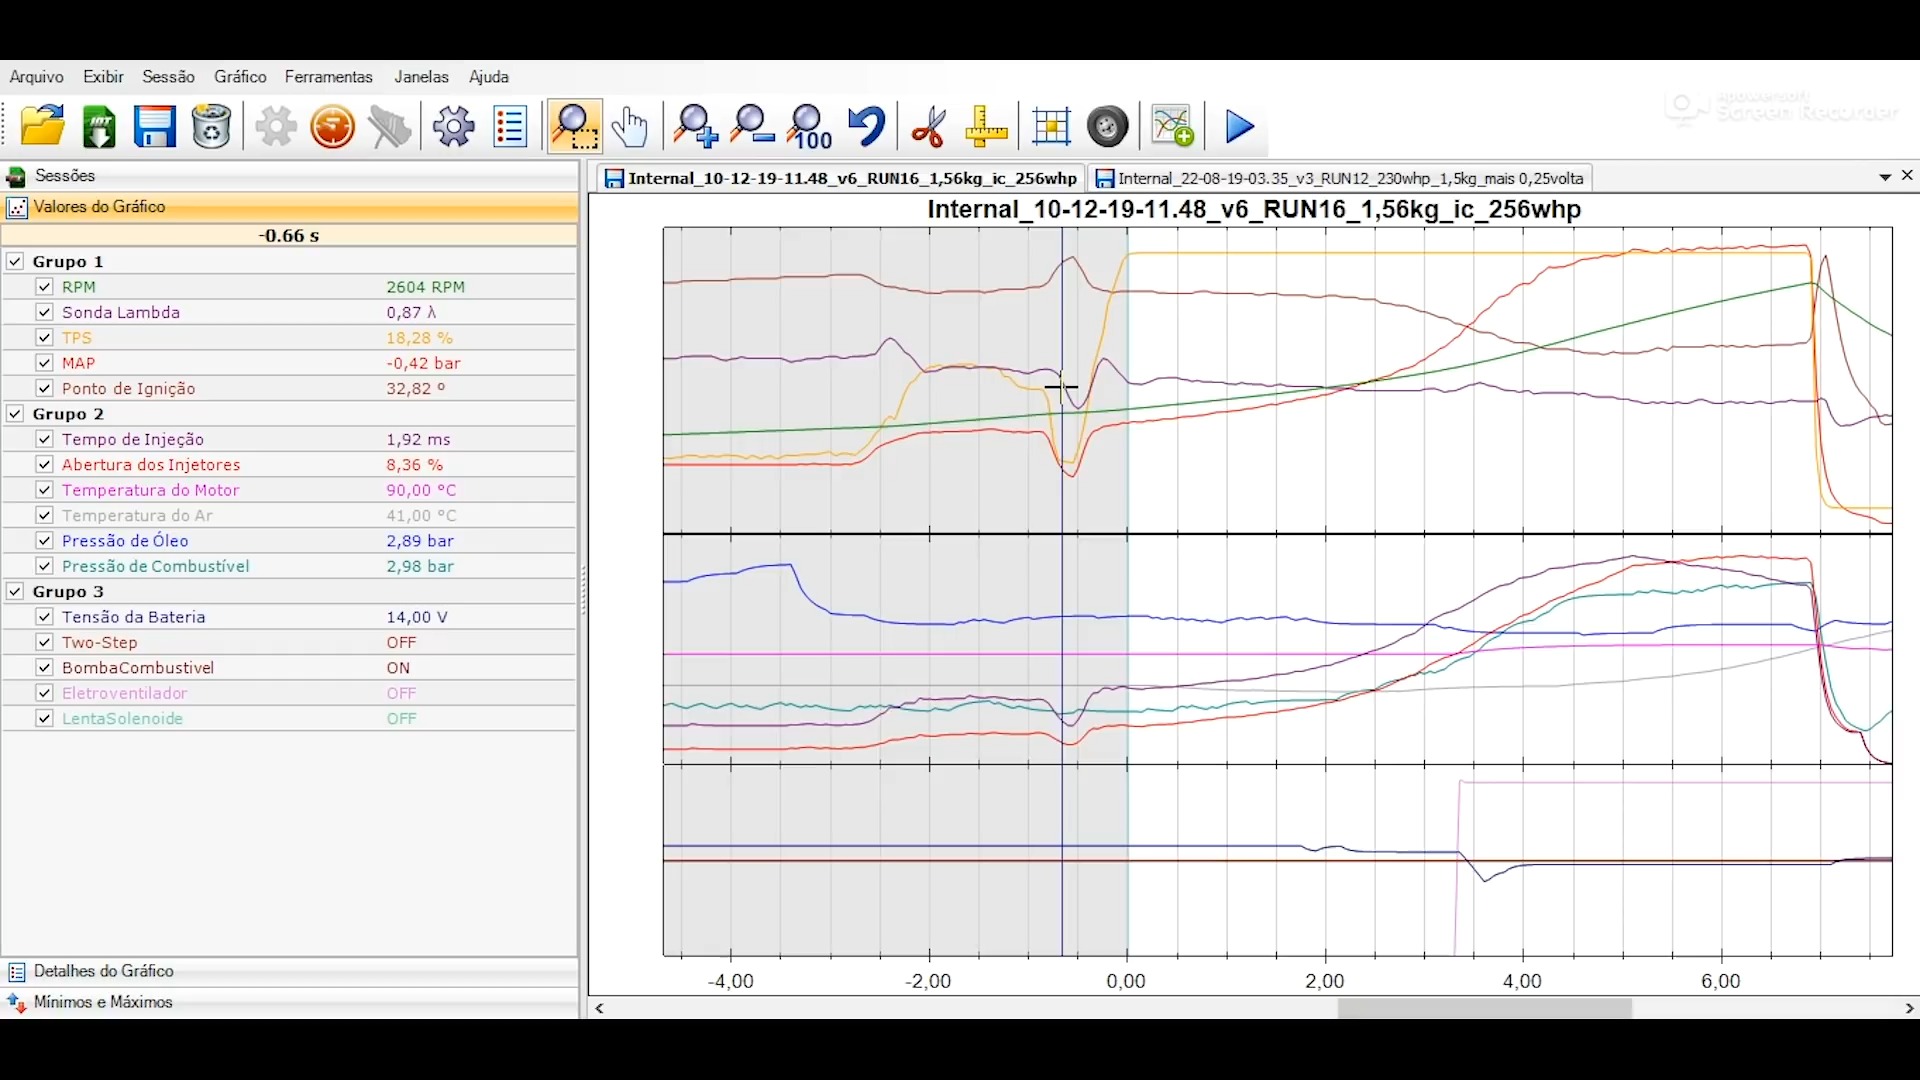 Apowersoft
Screen Recorder
Arquivo Exibir Sessão Gráfico Ferramentas Janelas Ajuda
100
Sessões
Valores do Gráfico
-0.66 s
Grupo 1
RPM 2604 RPM
Sonda Lambda 0,87 λ
TPS 18,28 %
MAP -0,42 bar
Ponto de Ignição 32,82 º
Grupo 2
Tempo de Injeção 1,92 ms
Abertura dos Injetores 8,36 %
Temperatura do Motor 90,00 ºC
Temperatura do Ar 41,00 ºC
Pressão de Óleo 2,89 bar
Pressão de Combustível 2,98 bar
Grupo 3
Tensão da Bateria 14,00 V
Two-Step OFF
BombaCombustivel ON
Eletroventilador OFF
LentaSolenoide OFF
Detalhes do Gráfico
Mínimos e Máximos
Internal_10-12-19-11.48_v6_RUN16_1,56kg_ic_256whp
Internal_22-08-19-03.35_v3_RUN12_230whp_1,5kg_mais 0,25volta
Internal_10-12-19-11.48_v6_RUN16_1,56kg_ic_256whp
-4,00 -2,00 0,00 2,00 4,00 6,00